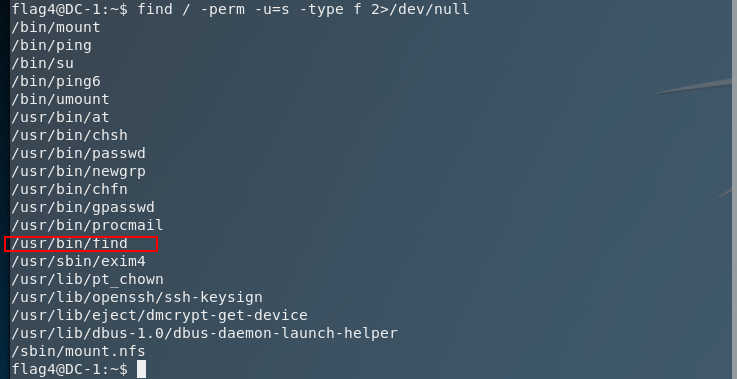 flag4@DC-1:~$ find / -perm -u=s -type f 2>/dev/null
/bin/mount
/bin/ping
/bin/su
/bin/ping6
/bin/umount
/usr/bin/at
/usr/bin/chsh
/usr/bin/passwd
/usr/bin/newgrp
/usr/bin/chfn
/usr/bin/gpasswd
/usr/bin/procmail
/usr/bin/find
/usr/sbin/exim4
/usr/lib/pt_chown
/usr/lib/openssh/ssh-keysign
/usr/lib/eject/dmcrypt-get-device
/usr/lib/dbus-1.0/dbus-daemon-launch-helper
/sbin/mount.nfs
flag4@DC-1:~$